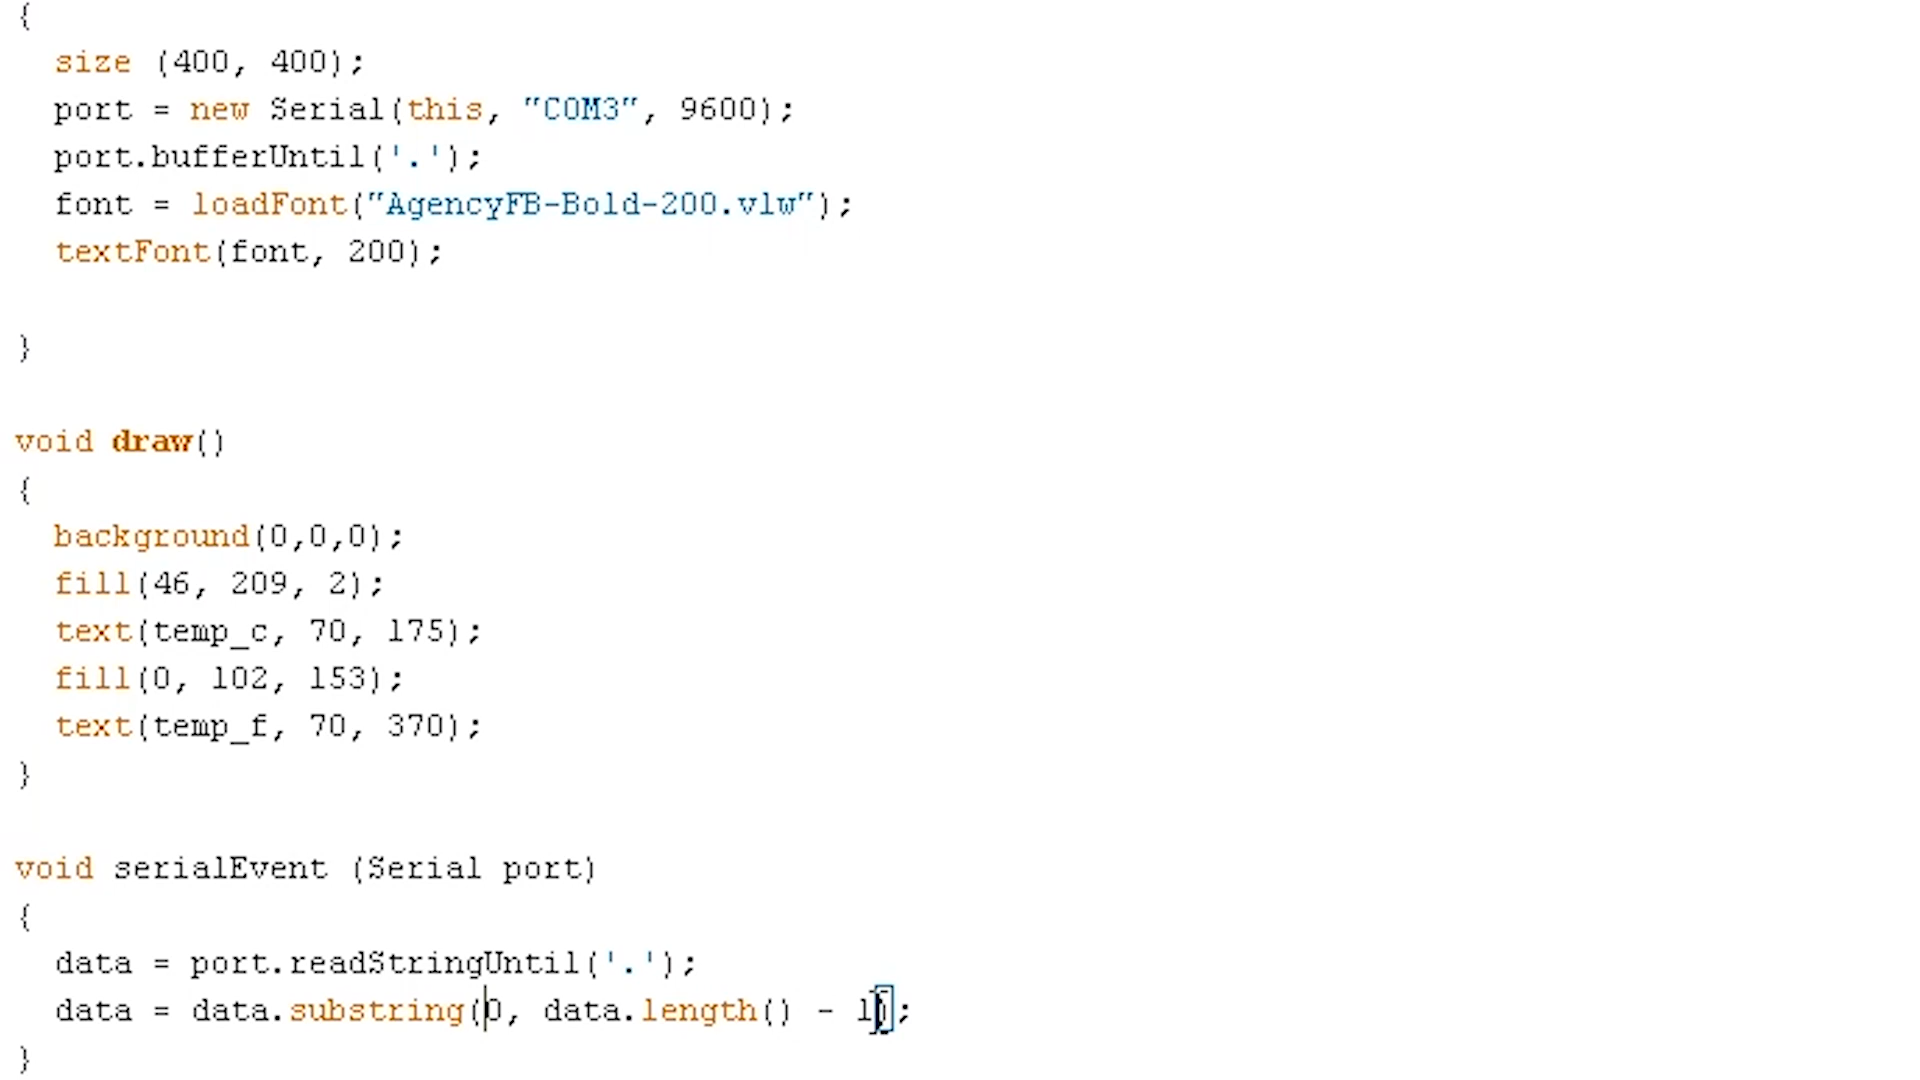 {
  size (400, 400);
  port = new Serial(this, "COM3", 9600);
  port.bufferUntil('.');
  font = loadFont("AgencyFB-Bold-200.vlw");
  textFont(font, 200);
}
void draw()
{
  background(0,0,0);
  fill(46, 209, 2);
  text(temp_c, 70, 175);
  fill(0, 102, 153);
  text(temp_f, 70, 370);
}
void serialEvent (Serial port)
{
  data = port.readStringUntil('.');
  data = data.substring(0, data.length() - 1);
}